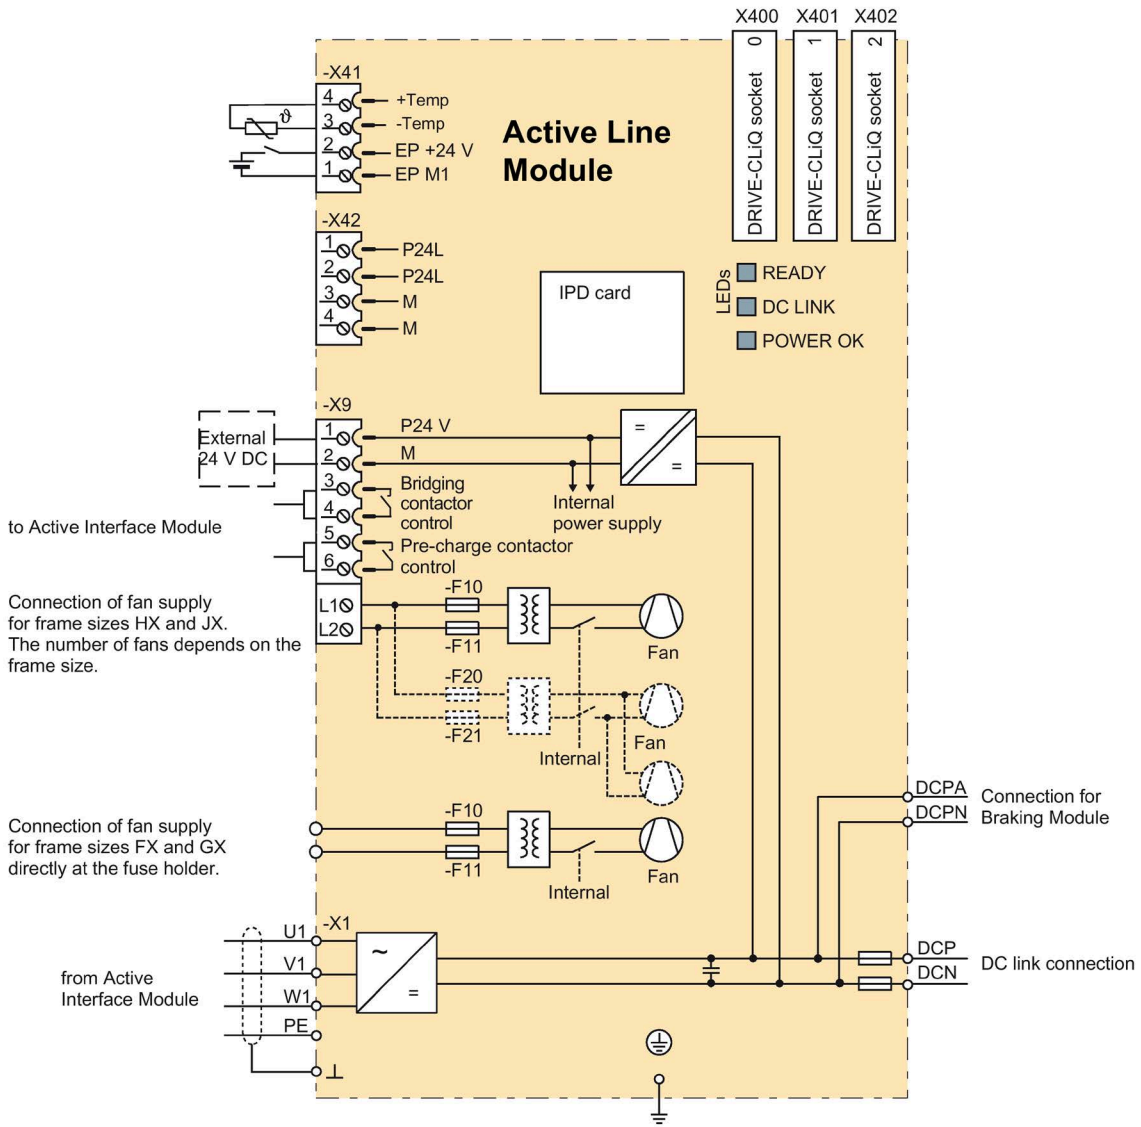 X400
X401
X402
0
DRIVE-CLiQ socket
1
DRIVE-CLiQ socket
2
DRIVE-CLiQ socket
Active Line
Module
-X41
4
+Temp
ϑ
3
-Temp
2
EP +24 V
1
EP M1
-X42
1
P24L
2
P24L
3
M
4
M
LEDs
READY
DC LINK
POWER OK
IPD card
-X9
External
24 V DC
1
P24 V
2
M
3
4
Bridging
contactor
control
5
6
Pre-charge contactor
control
=
=
Internal
power supply
to Active Interface Module
Connection of fan supply
for frame sizes HX and JX.
The number of fans depends on the
frame size.
L1
L2
-F10
-F11
Fan
-F20
-F21
Fan
Internal
Connection of fan supply
for frame sizes FX and GX
directly at the fuse holder.
-F10
-F11
Fan
Internal
DCPA
DCPN
Connection for
Braking Module
-X1
U1
V1
W1
PE
from Active
Interface Module
~
=
DCP
DCN
DC link connection